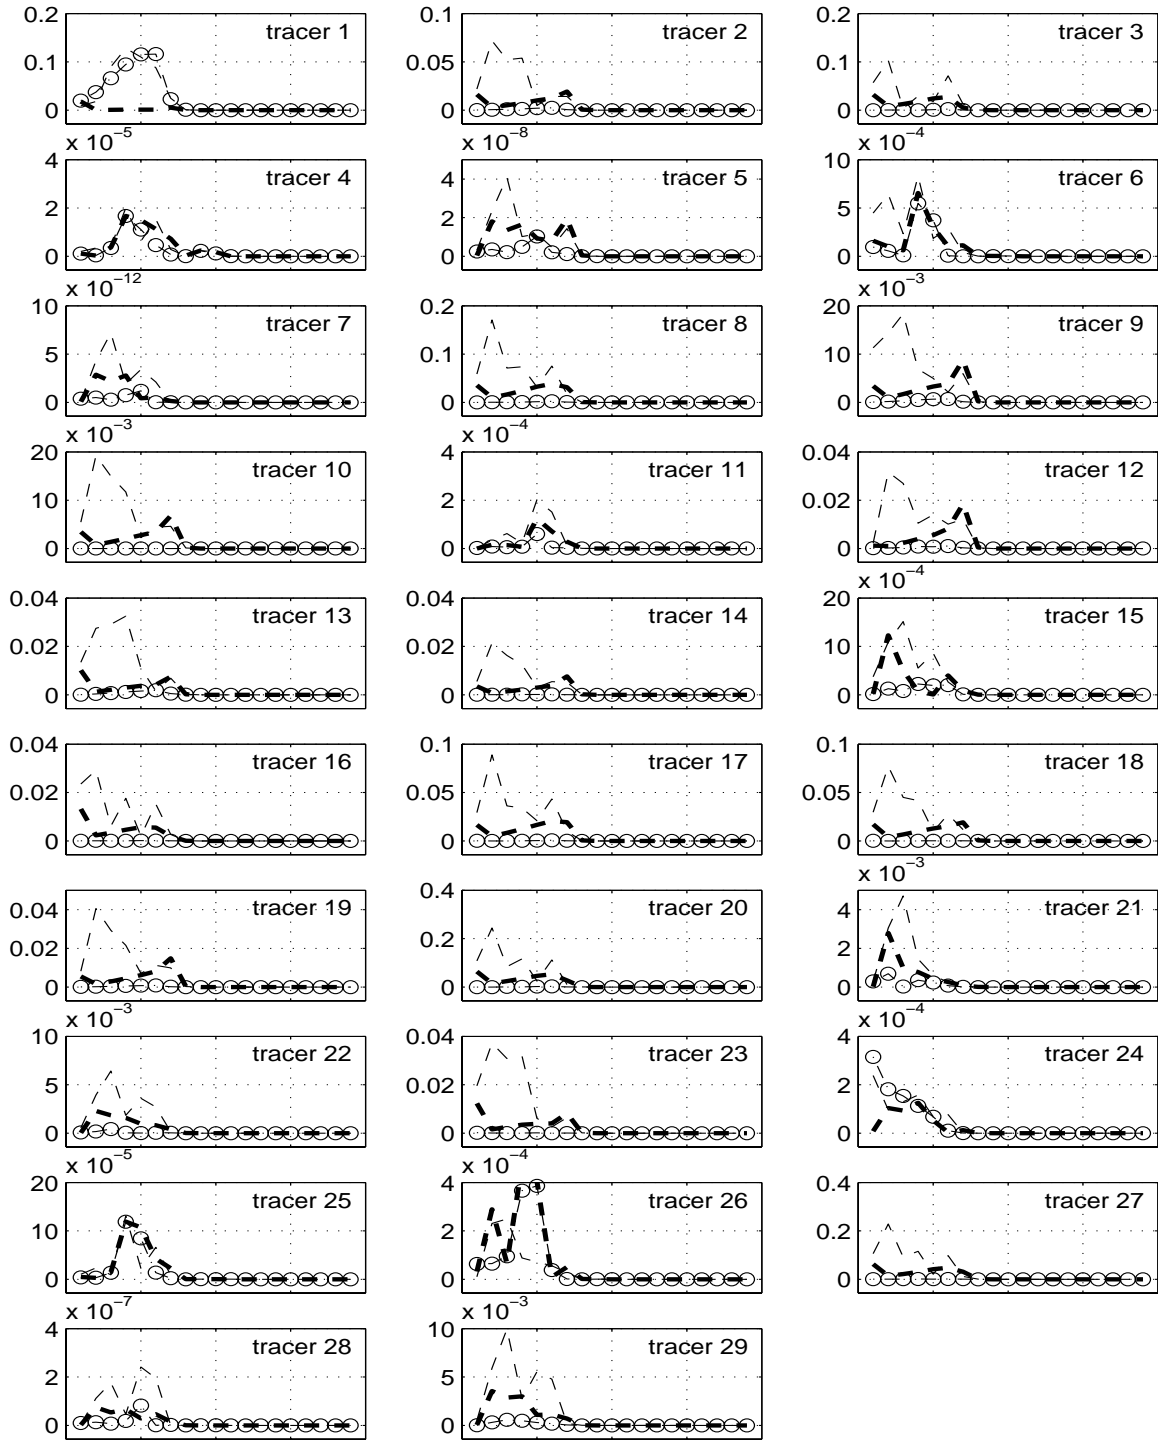 0.2 tracer 1 0.1 tracer 2 0.2 tracer 3
0.1 0.05 0.1
0 0 0
x 10⁻⁵ x 10⁻⁸ x 10⁻⁴
4 tracer 4 4 tracer 5 10 tracer 6
2 2 5
0 0 0
x 10⁻¹² x 10⁻³
10 tracer 7 0.2 tracer 8 20 tracer 9
5 0.1 10
0 0 0
x 10⁻³ x 10⁻⁴
20 tracer 10 4 tracer 11 0.04 tracer 12
10 2 0.02
0 0 0
x 10⁻⁴
0.04 tracer 13 0.04 tracer 14 20 tracer 15
0.02 0.02 10
0 0 0
0.04 tracer 16 0.1 tracer 17 0.1 tracer 18
0.02 0.05 0.05
0 0 0
x 10⁻³
0.04 tracer 19 0.4 tracer 20 4 tracer 21
0.02 0.2 2
0 0 0
x 10⁻³ x 10⁻⁴
10 tracer 22 0.04 tracer 23 4 tracer 24
5 0.02 2
0 0 0
x 10⁻⁵ x 10⁻⁴
20 tracer 25 4 tracer 26 0.4 tracer 27
10 2 0.2
0 0 0
x 10⁻⁷ x 10⁻³
4 tracer 28 10 tracer 29
2 5
0 0